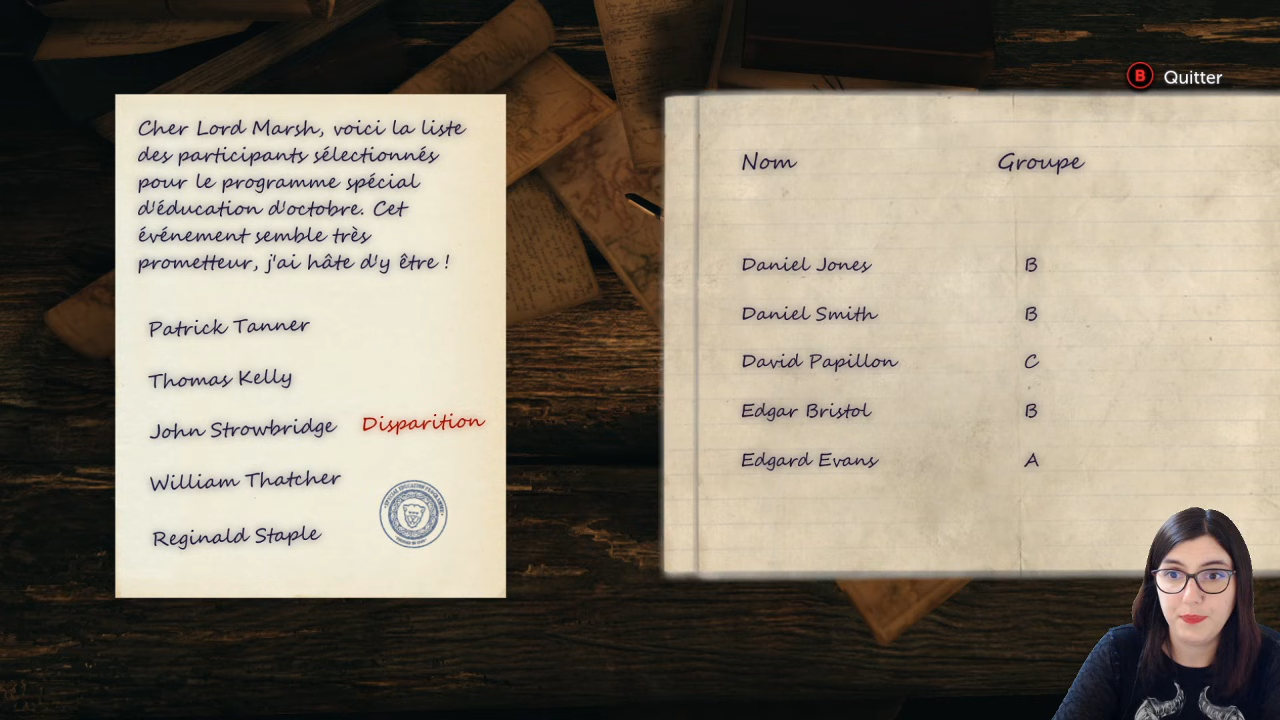 B Quitter
Cher Lord Marsh, voici la liste
des participants sélectionnés
pour le programme spécial
d'éducation d'octobre. Cet
événement semble très
prometteur, j'ai hâte d'y être !
Patrick Tanner
Thomas Kelly
John Strowbridge Disparition
William Thatcher
Reginald Staple
Nom Groupe
Daniel Jones B
Daniel Smith B
David Papillon C
Edgar Bristol B
Edgard Evans A